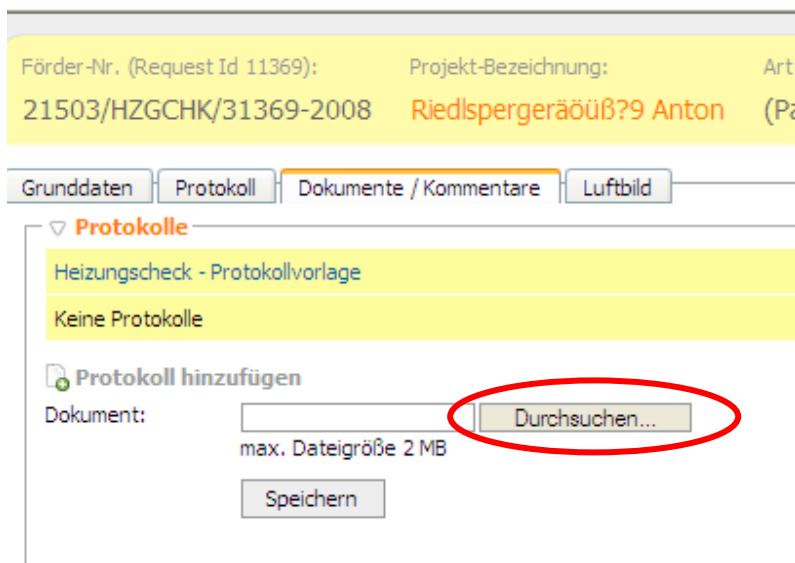 Förder-Nr. (Request Id 11369): Projekt-Bezeichnung: Art
21503/HZGCHK/31369-2008 Riedlspergeräöüß?9 Anton (Pa
Grunddaten Protokoll Dokumente / Kommentare Luftbild
Protokolle
Heizungscheck - Protokollvorlage
Keine Protokolle
Protokoll hinzufügen
Dokument: Durchsuchen...
max. Dateigröße 2 MB
Speichern